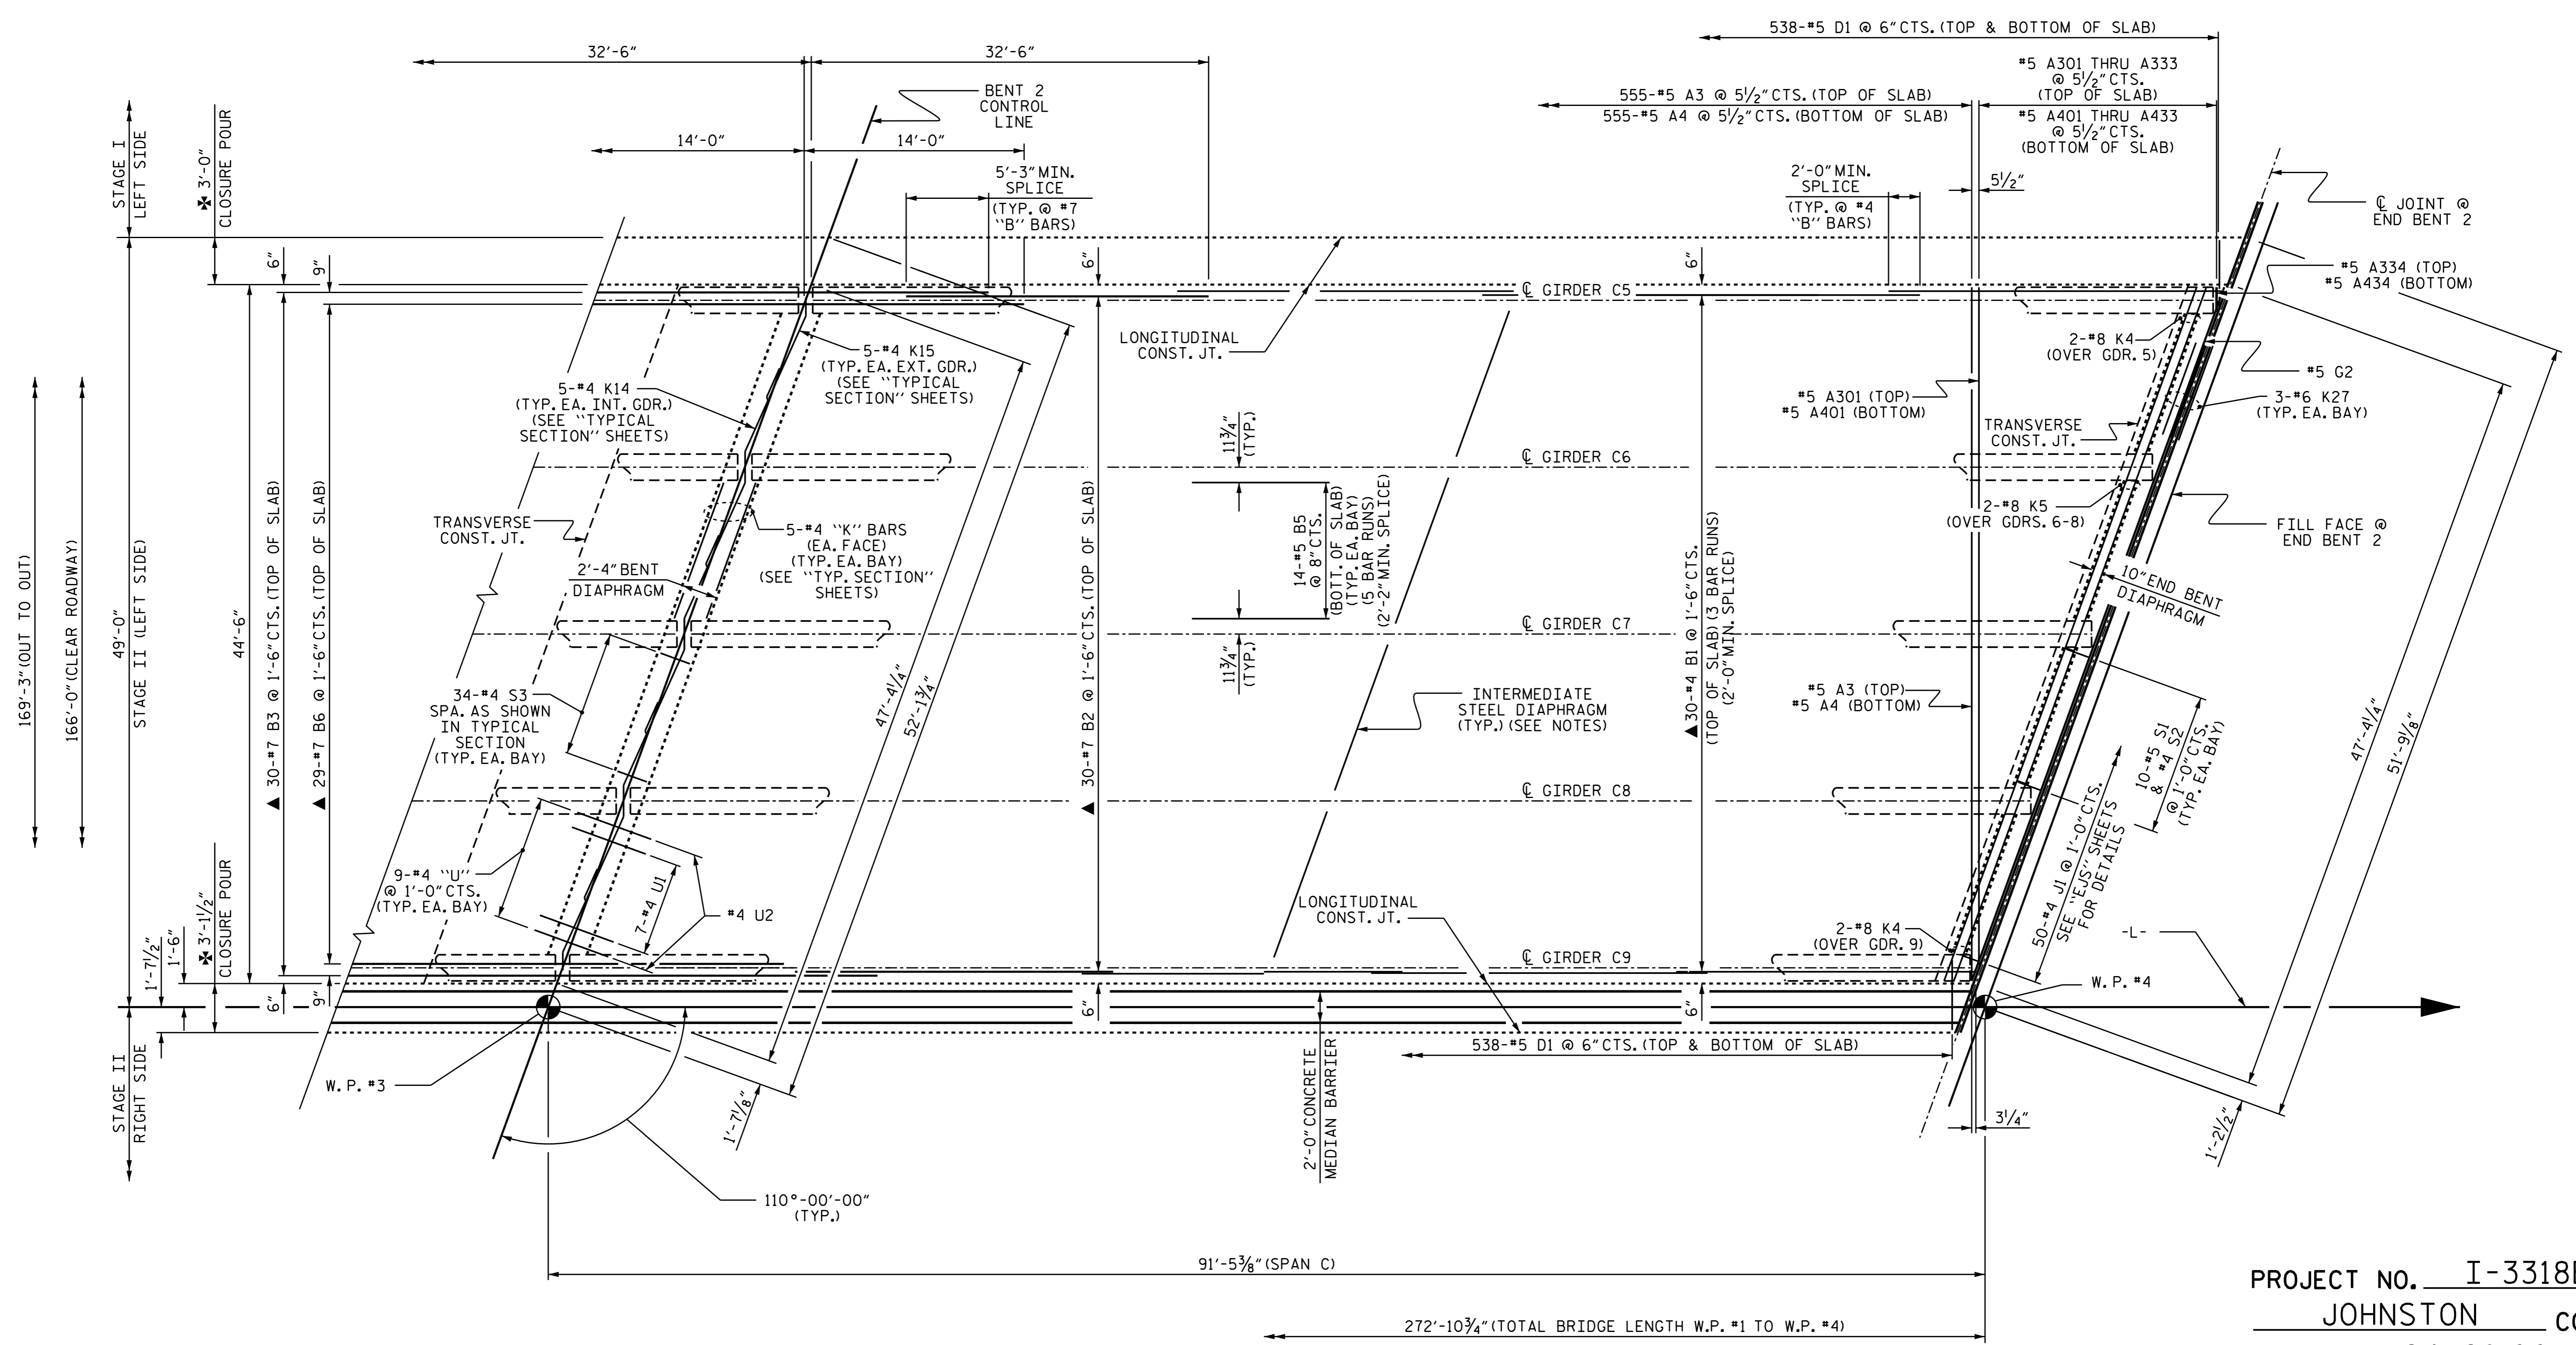 538-#5 D1 @ 6" CTS. (TOP & BOTTOM OF SLAB)
32'-6"
32'-6"
BENT 2
CONTROL
LINE
#5 A301 THRU A333
@ 5½" CTS.
(TOP OF SLAB)
#5 A401 THRU A433
@ 5½" CTS.
(BOTTOM OF SLAB)
555-#5 A3 @ 5½" CTS. (TOP OF SLAB)
555-#5 A4 @ 5½" CTS. (BOTTOM OF SLAB)
14'-0"
14'-0"
5'-3" MIN.
SPLICE
(TYP. @ #7
"B" BARS)
2'-0" MIN.
SPLICE
(TYP. @ #4
"B" BARS)
5½"
℄ JOINT @
END BENT 2
STAGE I
LEFT SIDE
✠ 3'-0"
CLOSURE POUR
6"
9"
6"
6"
#5 A334 (TOP)
#5 A434 (BOTTOM)
℄ GIRDER C5
LONGITUDINAL
CONST. JT.
5-#4 K15
(TYP. EA. EXT. GDR.)
(SEE "TYPICAL
SECTION" SHEETS)
5-#4 K14
(TYP. EA. INT. GDR.)
(SEE "TYPICAL
SECTION" SHEETS)
2-#8 K4
(OVER GDR. 5)
#5 G2
3-#6 K27
(TYP. EA. BAY)
#5 A301 (TOP)
#5 A401 (BOTTOM)
TRANSVERSE
CONST. JT.
11¾"
(TYP.)
℄ GIRDER C6
2-#8 K5
(OVER GDRS. 6-8)
FILL FACE @
END BENT 2
TRANSVERSE
CONST. JT.
5-#4 "K" BARS
(EA. FACE)
(TYP. EA. BAY)
(SEE "TYP. SECTION"
SHEETS)
14-#5 B5
@ 8" CTS.
(BOTT. OF SLAB)
(TYP. EA. BAY)
(5 BAR RUNS)
(2'-2" MIN. SPLICE)
2'-4" BENT
DIAPHRAGM
10" END BENT
DIAPHRAGM
169'-3" (OUT TO OUT)
166'-0" (CLEAR ROADWAY)
49'-0"
STAGE II (LEFT SIDE)
44'-6"
▲ 30-#7 B3 @ 1'-6" CTS. (TOP OF SLAB)
▲ 29-#7 B6 @ 1'-6" CTS. (TOP OF SLAB)
▲ 30-#7 B2 @ 1'-6" CTS. (TOP OF SLAB)
▲ 30-#4 B1 @ 1'-6" CTS.
(TOP OF SLAB) (3 BAR RUNS)
(2'-0" MIN. SPLICE)
℄ GIRDER C7
11¾"
(TYP.)
34-#4 S3
SPA. AS SHOWN
IN TYPICAL
SECTION
(TYP. EA. BAY)
47'-4¼"
52'-1¾"
INTERMEDIATE
STEEL DIAPHRAGM
(TYP.) (SEE NOTES)
#5 A3 (TOP)
#5 A4 (BOTTOM)
10-#5 S1
& #4 S2
@ 1'-0" CTS.
(TYP. EA. BAY)
47'-4¼"
51'-9⅛"
℄ GIRDER C8
50-#4 J1 @ 1'-0" CTS.
SEE "EJS" SHEETS
FOR DETAILS
9-#4 "U"
@ 1'-0" CTS.
(TYP. EA. BAY)
7-#4 U1
#4 U2
LONGITUDINAL
CONST. JT.
2-#8 K4
(OVER GDR. 9)
-L-
℄ GIRDER C9
W.P. #4
1'-7½"
1'-6"
✠ 3'-1½"
CLOSURE POUR
6"
9"
6"
6"
538-#5 D1 @ 6" CTS. (TOP & BOTTOM OF SLAB)
W.P. #3
STAGE II
RIGHT SIDE
2'-0" CONCRETE
MEDIAN BARRIER
1'-7⅛"
3¼"
1'-2½"
110°-00'-00"
(TYP.)
91'-5⅜" (SPAN C)
272'-10¾" (TOTAL BRIDGE LENGTH W.P. #1 TO W.P. #4)
PROJECT NO. I-3318
JOHNSTON CO